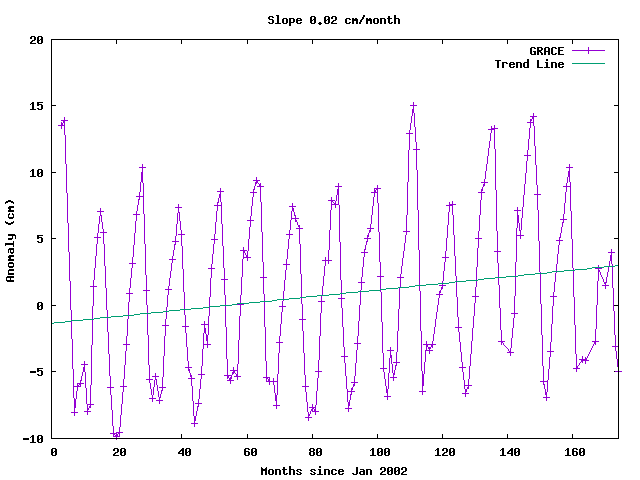 Slope 0.02 cm/month
GRACE
Trend Line
Anomaly (cm)
20
15
10
5
0
-5
-10
0 20 40 60 80 100 120 140 160
Months since Jan 2002